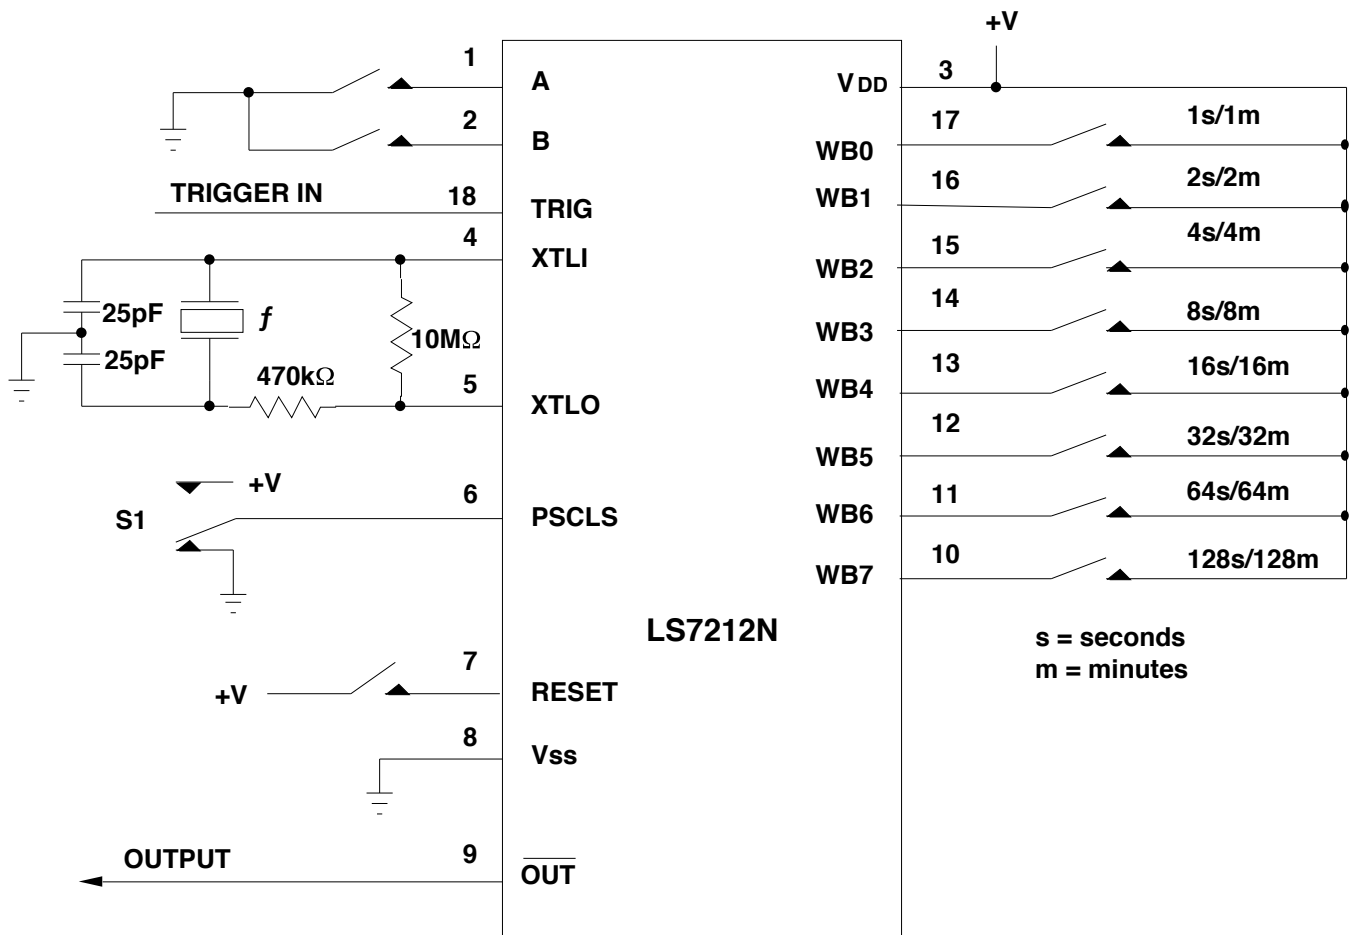 +V
1
A
2
B
TRIGGER IN
18
TRIG
4
XTLI
25pF
ƒ
10MΩ
25pF
470kΩ
5
XTLO
+V
6
S1
PSCLS
LS7212N
7
+V
RESET
8
Vss
OUTPUT
9
OUT
VDD
3
17
1s/1m
WB0
16
2s/2m
WB1
15
4s/4m
WB2
14
8s/8m
WB3
13
16s/16m
WB4
12
32s/32m
WB5
11
64s/64m
WB6
10
128s/128m
WB7
s = seconds
m = minutes